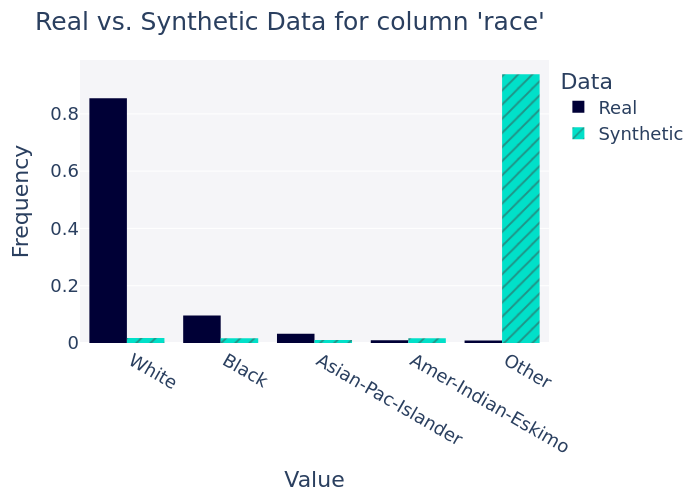 Real vs. Synthetic Data for column 'race'
Data
Real
Synthetic
Frequency
0.8
0.6
0.4
0.2
0
White
Black
Asian-Pac-Islander
Amer-Indian-Eskimo
Other
Value